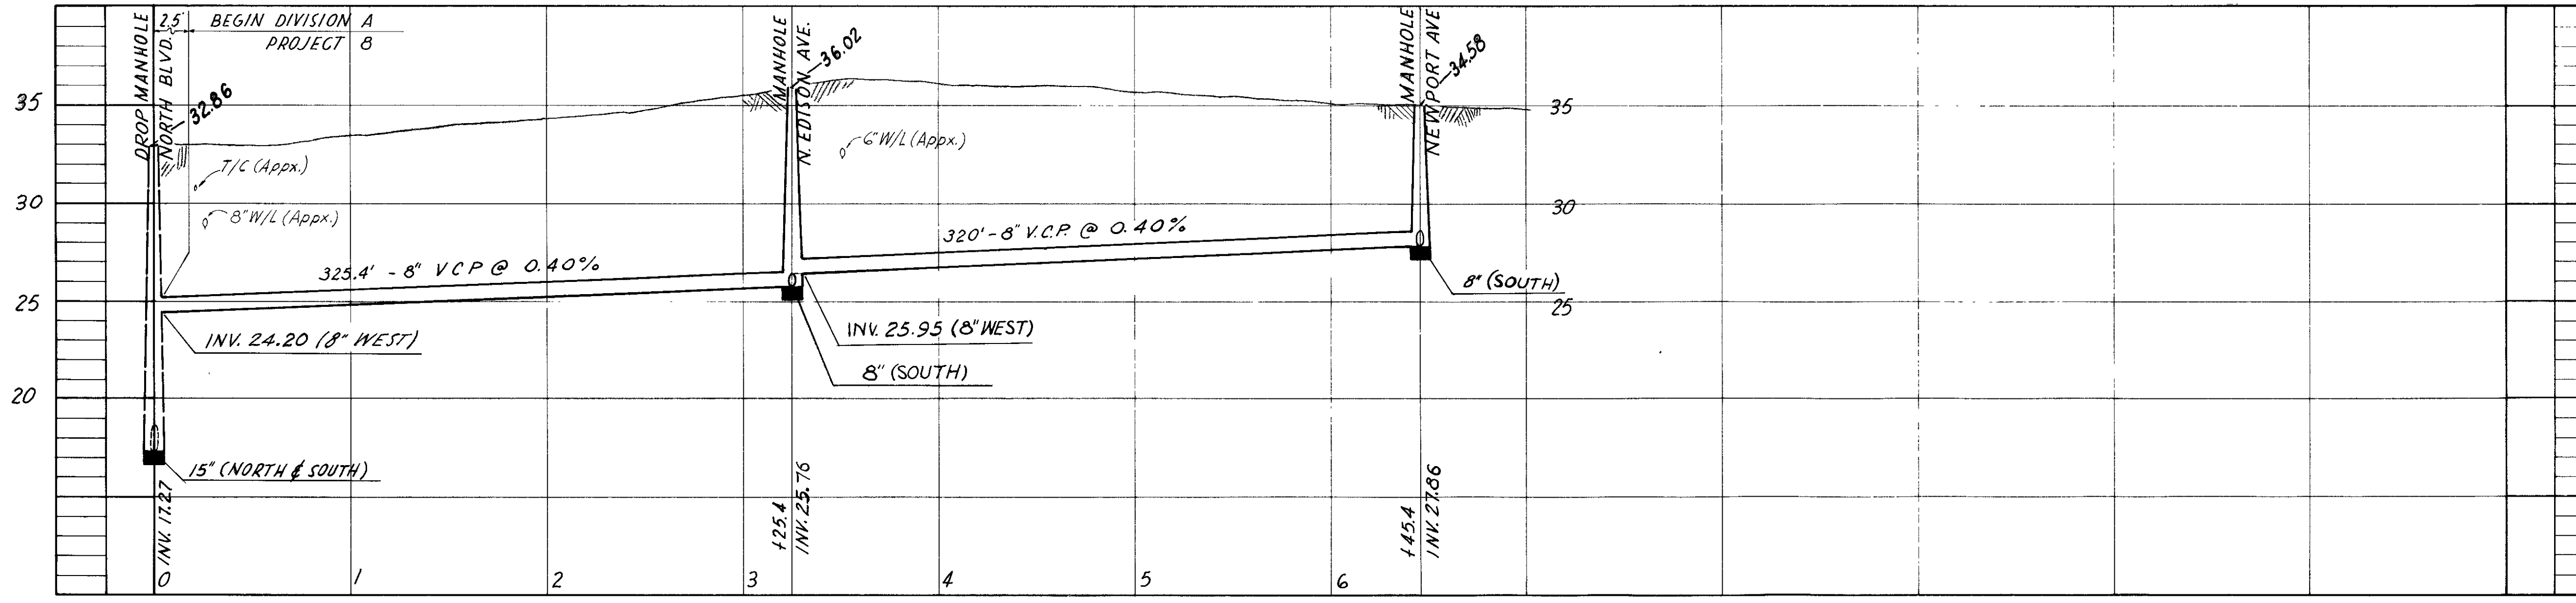 DROP MANHOLE
NORTH BLVD.
2.5'
BEGIN DIVISION A
PROJECT 8
32.86
MANHOLE
N. EDISON AVE.
36.02
MANHOLE
NEWPORT AVE
34.58
35
35
T/C (Appx.)
6" W/L (Appx.)
30
30
8" W/L (Appx.)
325.4' - 8" V C P @ 0.40%
320' - 8" V.C.P. @ 0.40%
8" (SOUTH)
25
25
INV. 24.20 (8" WEST)
INV. 25.95 (8" WEST)
8" (SOUTH)
20
15" (NORTH & SOUTH)
INV. 17.27
+25.4
INV. 25.76
+45.4
INV. 27.86
0
1
2
3
4
5
6